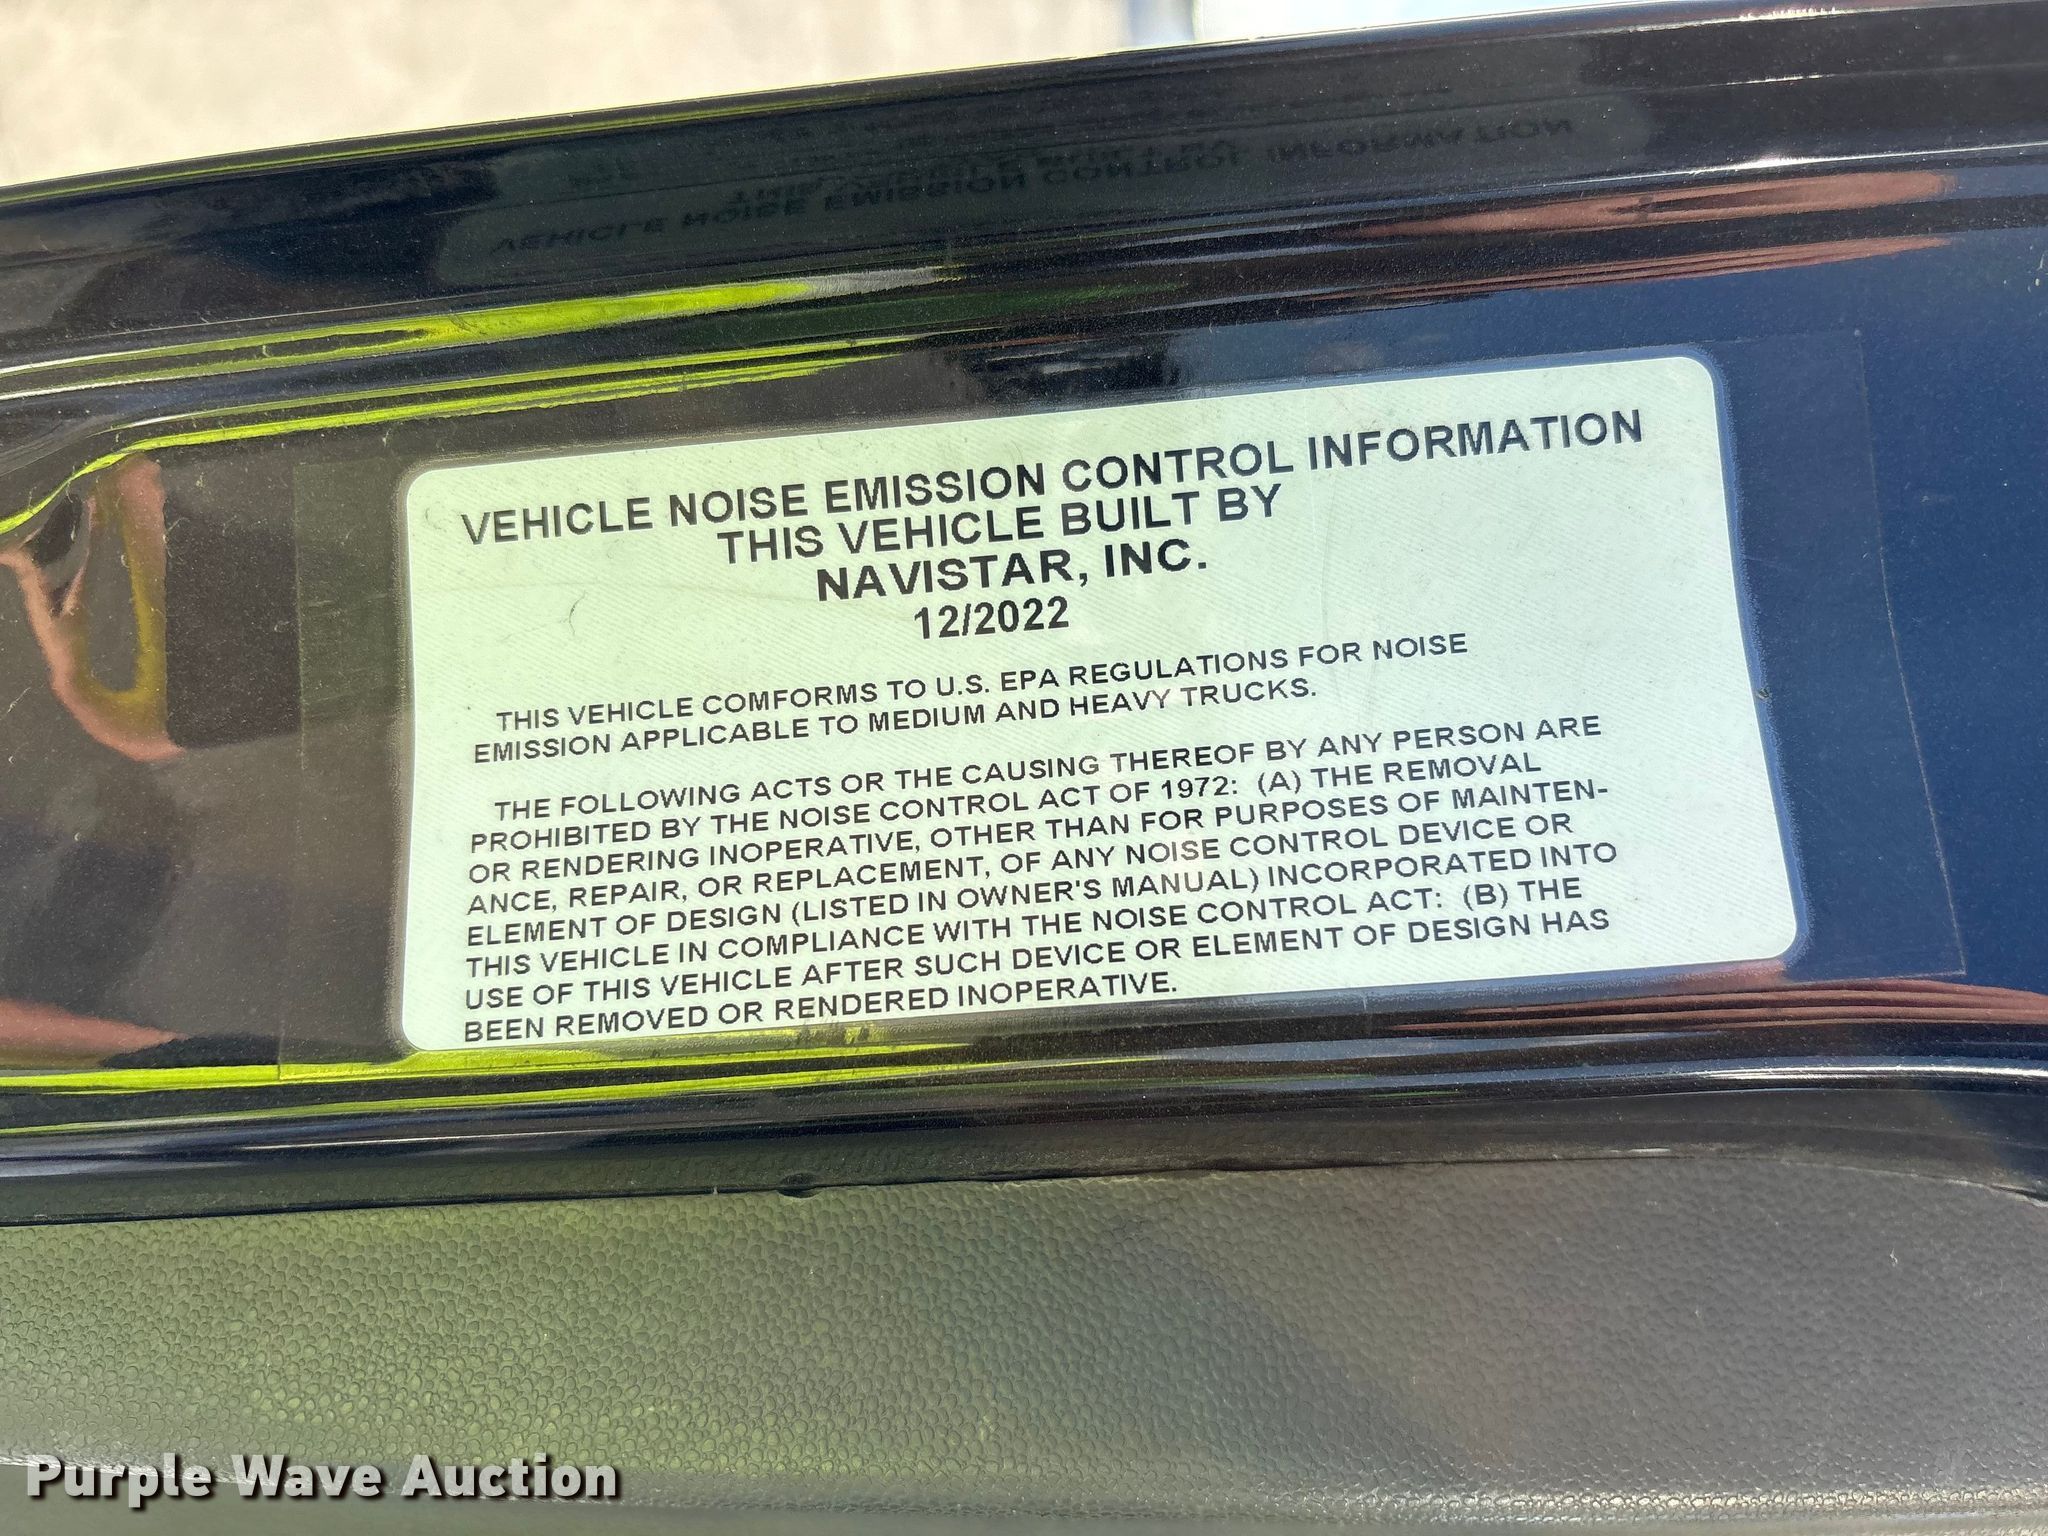 VEHICLE NOISE EMISSION CONTROL INFORMATION
THIS VEHICLE BUILT BY
NAVISTAR, INC.
12/2022
THIS VEHICLE COMFORMS TO U.S. EPA REGULATIONS FOR NOISE
EMISSION APPLICABLE TO MEDIUM AND HEAVY TRUCKS.
THE FOLLOWING ACTS OR THE CAUSING THEREOF BY ANY PERSON ARE
PROHIBITED BY THE NOISE CONTROL ACT OF 1972: (A) THE REMOVAL
OR RENDERING INOPERATIVE, OTHER THAN FOR PURPOSES OF MAINTEN-
ANCE, REPAIR, OR REPLACEMENT, OF ANY NOISE CONTROL DEVICE OR
ELEMENT OF DESIGN (LISTED IN OWNER'S MANUAL) INCORPORATED INTO
THIS VEHICLE IN COMPLIANCE WITH THE NOISE CONTROL ACT: (B) THE
USE OF THIS VEHICLE AFTER SUCH DEVICE OR ELEMENT OF DESIGN HAS
BEEN REMOVED OR RENDERED INOPERATIVE.
Purple Wave Auction